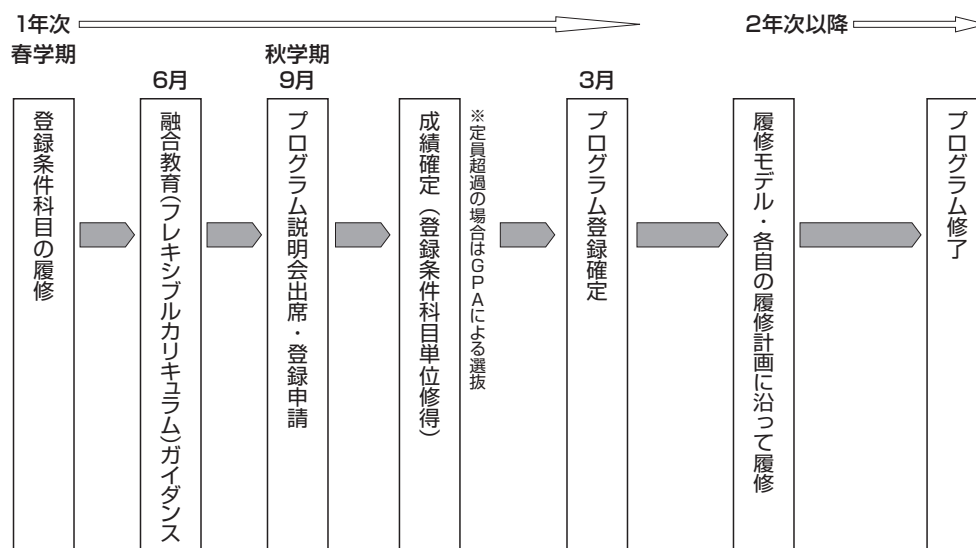 1年次
2年次以降
春学期
秋学期
6月
9月
3月
登録条件科目の履修
融合教育(フレキシブルカリキュラム)ガイダンス
プログラム説明会出席・登録申請
成績確定（登録条件科目単位修得）
※定員超過の場合はGPAによる選抜
プログラム登録確定
履修モデル・各自の履修計画に沿って履修
プログラム修了